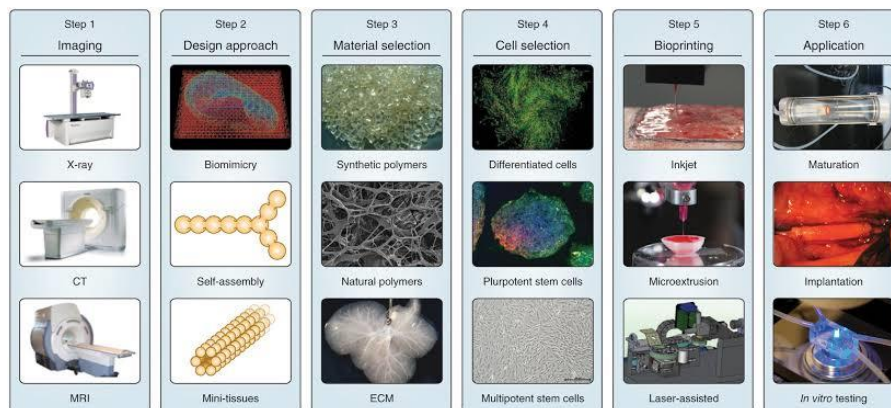 Step 1
Imaging
X-ray
CT
MRI
Step 2
Design approach
Biomimicry
Self-assembly
Mini-tissues
Step 3
Material selection
Synthetic polymers
Natural polymers
ECM
Step 4
Cell selection
Differentiated cells
Plurpotent stem cells
Multipotent stem cells
Step 5
Bioprinting
Inkjet
Microextrusion
Laser-assisted
Step 6
Application
Maturation
Implantation
In vitro testing